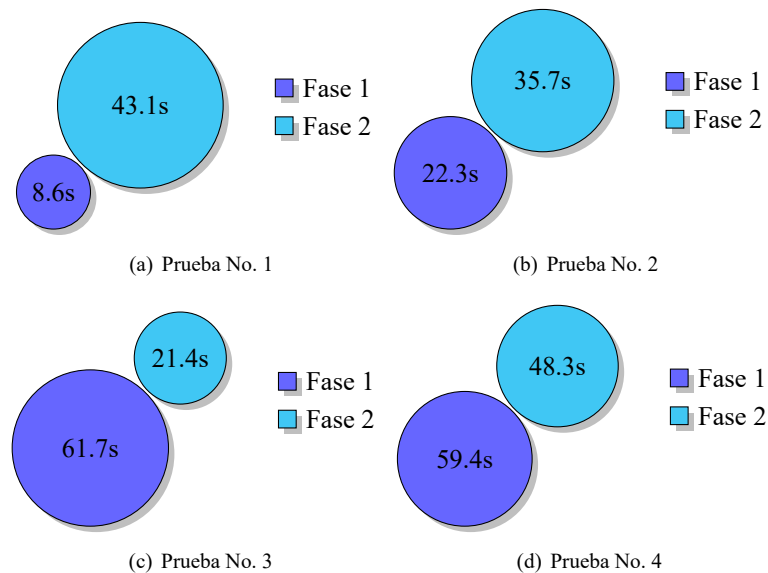 43.1s
8.6s
Fase 1
Fase 2
(a) Prueba No. 1
35.7s
22.3s
Fase 1
Fase 2
(b) Prueba No. 2
21.4s
61.7s
Fase 1
Fase 2
(c) Prueba No. 3
48.3s
59.4s
Fase 1
Fase 2
(d) Prueba No. 4